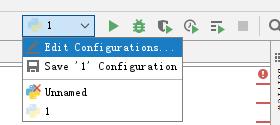 1
Edit Configurations...
Save '1' Configuration
Unnamed
1